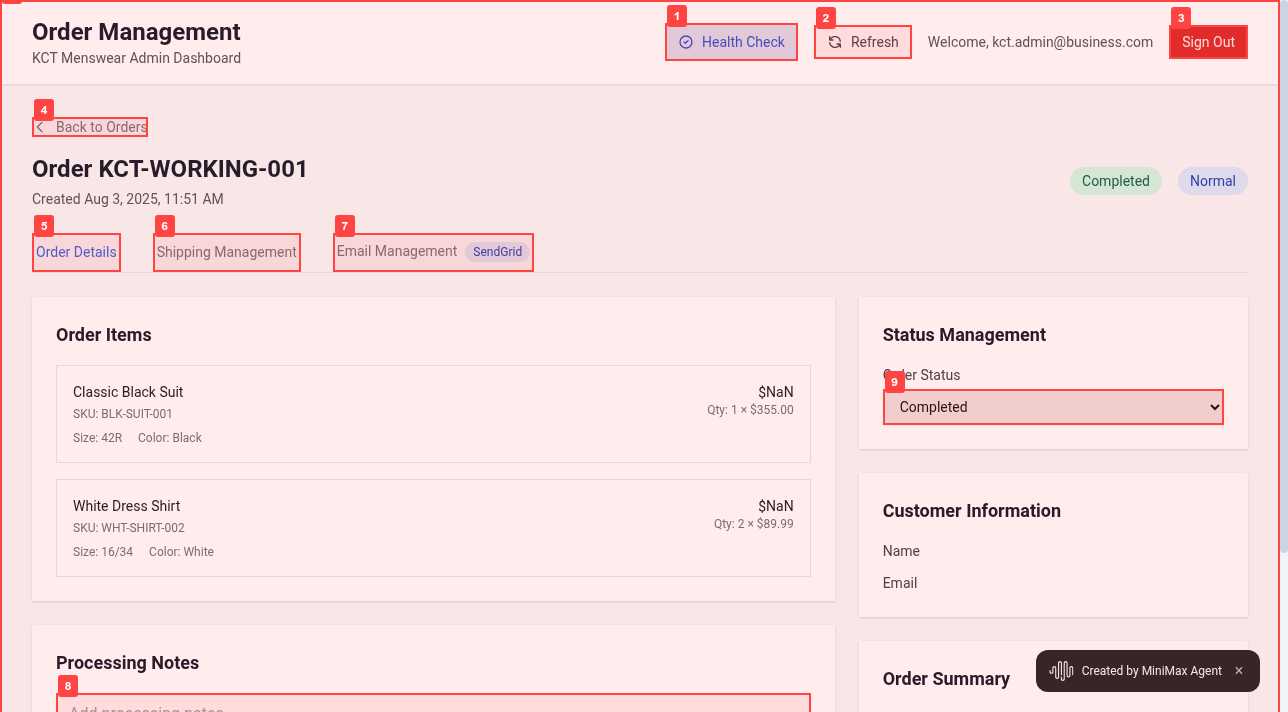 Order Management
KCT Menswear Admin Dashboard
1
Health Check
2
Refresh
Welcome, kct.admin@business.com
3
Sign Out
4
Back to Orders
Order KCT-WORKING-001
Created Aug 3, 2025, 11:51 AM
Completed
Normal
5
Order Details
6
Shipping Management
7
Email Management
SendGrid
Order Items
Classic Black Suit
$NaN
SKU: BLK-SUIT-001
Qty: 1 × $355.00
Size: 42R
Color: Black
White Dress Shirt
$NaN
SKU: WHT-SHIRT-002
Qty: 2 × $89.99
Size: 16/34
Color: White
Processing Notes
8
Add processing notes
Status Management
Order Status
9
Completed
Customer Information
Name
Email
Order Summary
Created by MiniMax Agent
×